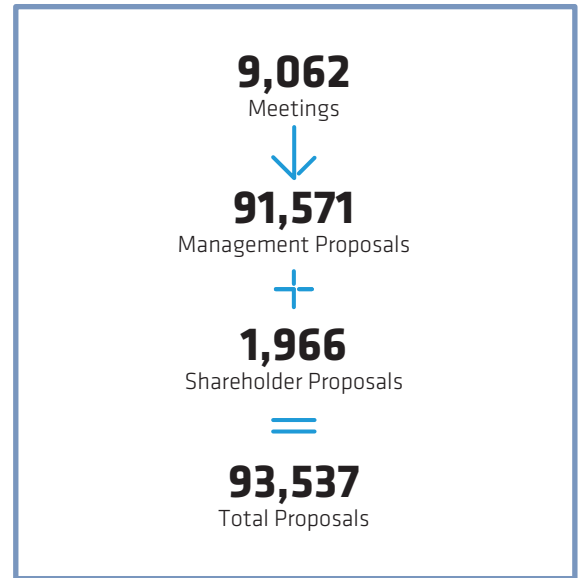 9,062
Meetings
91,571
Management Proposals
+
1,966
Shareholder Proposals
=
93,537
Total Proposals